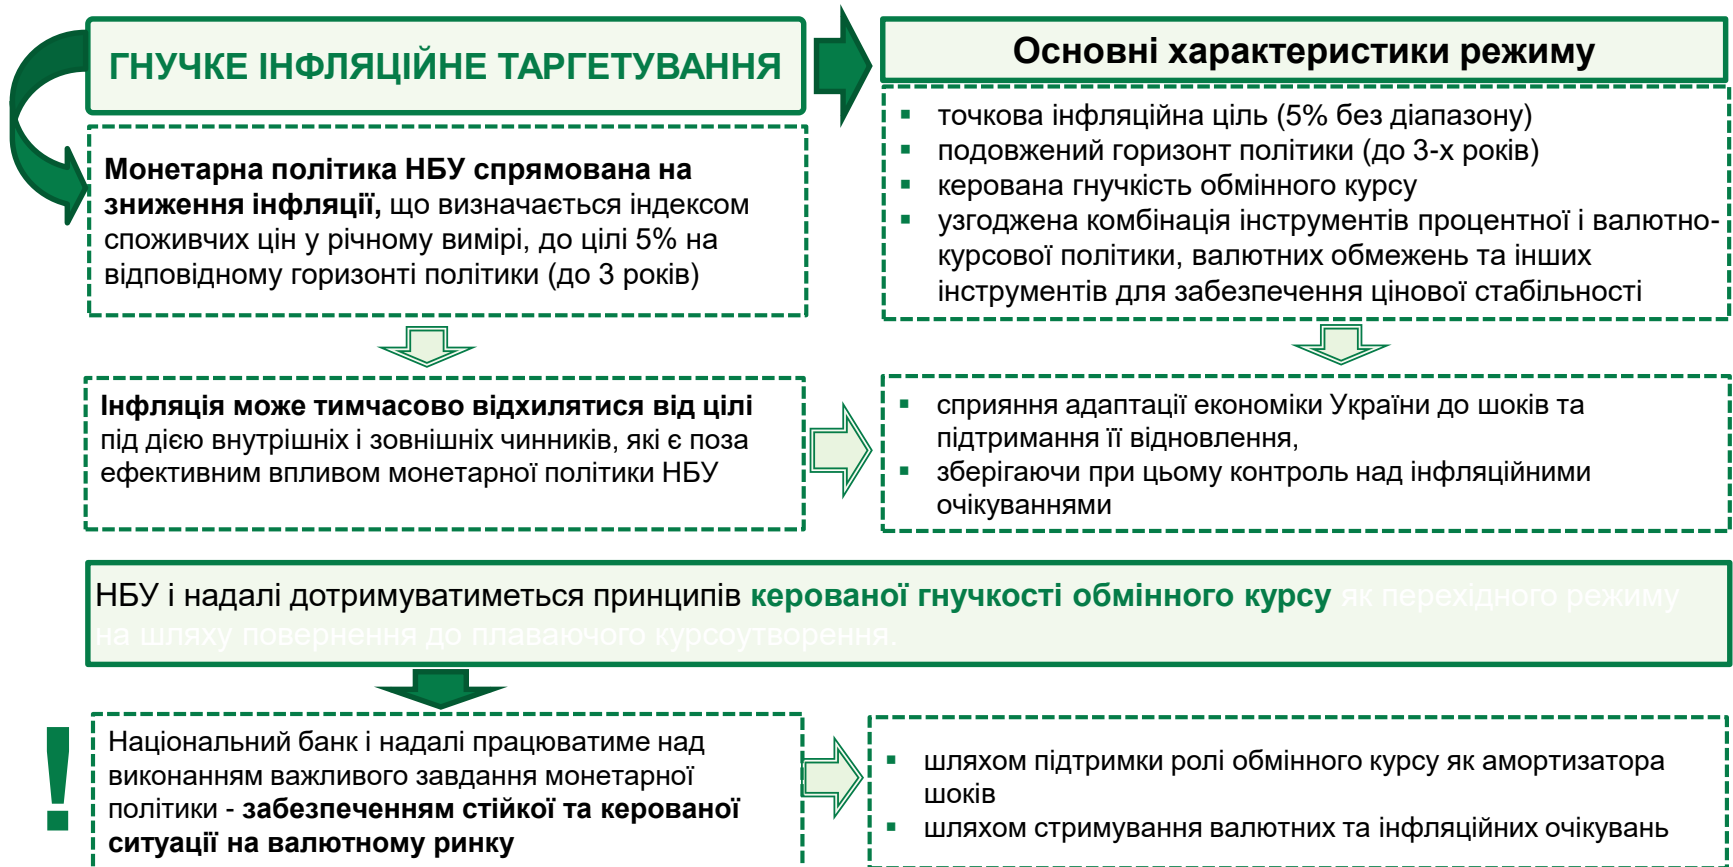 ГНУЧКЕ ІНФЛЯЦІЙНЕ ТАРГЕТУВАННЯ
Монетарна політика НБУ спрямована на
зниження інфляції, що визначається індексом
споживчих цін у річному вимірі, до цілі 5% на
відповідному горизонті політики (до 3 років)
Основні характеристики режиму
▪ точкова інфляційна ціль (5% без діапазону)
▪ подовжений горизонт політики (до 3-х років)
▪ керована гнучкість обмінного курсу
▪ узгоджена комбінація інструментів процентної і валютно-
курсової політики, валютних обмежень та інших
інструментів для забезпечення цінової стабільності
Інфляція може тимчасово відхилятися від цілі
під дією внутрішніх і зовнішніх чинників, які є поза
ефективним впливом монетарної політики НБУ
▪ сприяння адаптації економіки України до шоків та
підтримання її відновлення,
▪ зберігаючи при цьому контроль над інфляційними
очікуваннями
НБУ і надалі дотримуватиметься принципів керованої гнучкості обмінного курсу як перехідного режиму
на шляху повернення до плаваючого курсоутворення.
!
Національний банк і надалі працюватиме над
виконанням важливого завдання монетарної
політики - забезпеченням стійкої та керованої
ситуації на валютному ринку
▪ шляхом підтримки ролі обмінного курсу як амортизатора
шоків
▪ шляхом стримування валютних та інфляційних очікувань